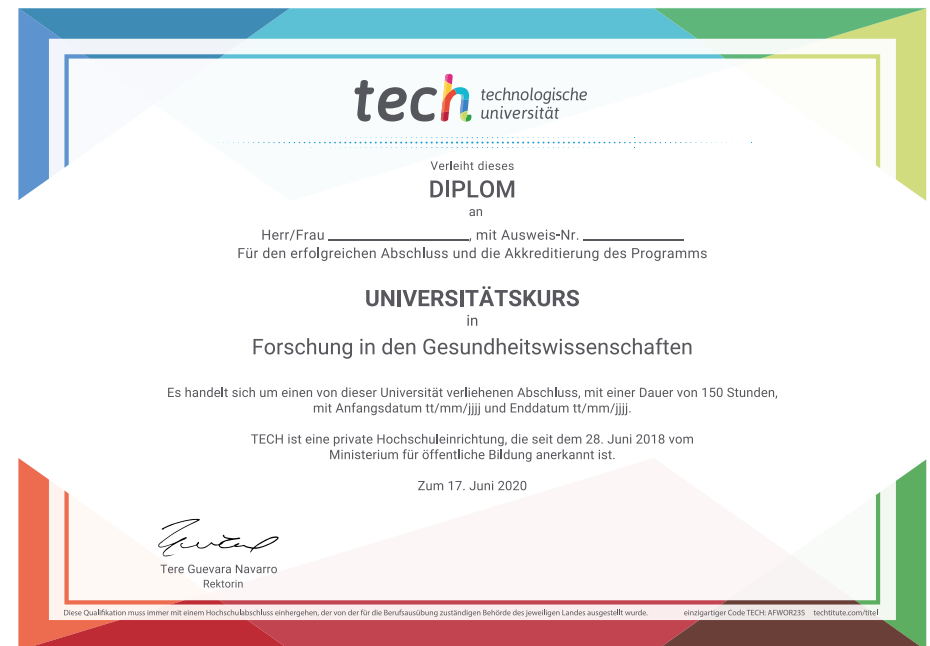 tech technologische
universität
Verleiht dieses
DIPLOM
an
Herr/Frau ____________________, mit Ausweis-Nr. ______________
Für den erfolgreichen Abschluss und die Akkreditierung des Programms
UNIVERSITÄTSKURS
in
Forschung in den Gesundheitswissenschaften
Es handelt sich um einen von dieser Universität verliehenen Abschluss, mit einer Dauer von 150 Stunden,
mit Anfangsdatum tt/mm/jjjj und Enddatum tt/mm/jjjj.
TECH ist eine private Hochschuleinrichtung, die seit dem 28. Juni 2018 vom
Ministerium für öffentliche Bildung anerkannt ist.
Zum 17. Juni 2020
Tere Guevara Navarro
Rektorin
Diese Qualifikation muss immer mit einem Hochschulabschluss einhergehen, der von der für die Berufsausübung zuständigen Behörde des jeweiligen Landes ausgestellt wurde. einzigartiger Code TECH: AFWOR23S techtitute.com/titel